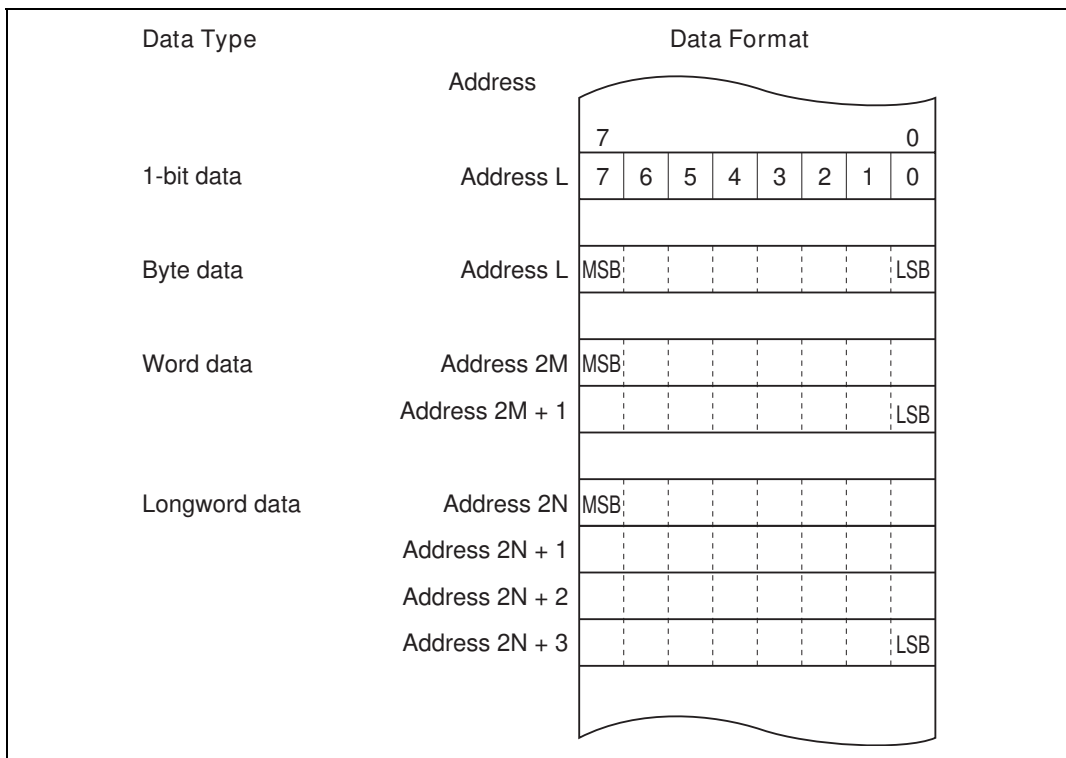 Data Type Data Format
Address
7 0
1-bit data Address L 7 6 5 4 3 2 1 0
Byte data Address L MSB LSB
Word data Address 2M MSB
Address 2M + 1 LSB
Longword data Address 2N MSB
Address 2N + 1
Address 2N + 2
Address 2N + 3 LSB